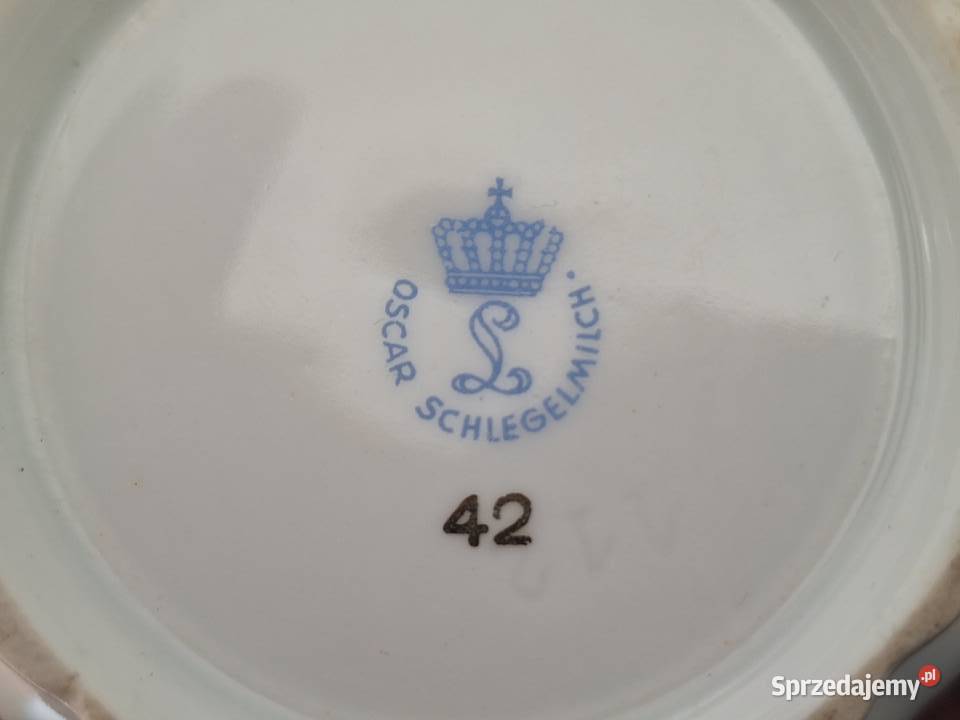 L
OSCAR SCHLEGELMILCH.
42
Sprzedajemy.pl